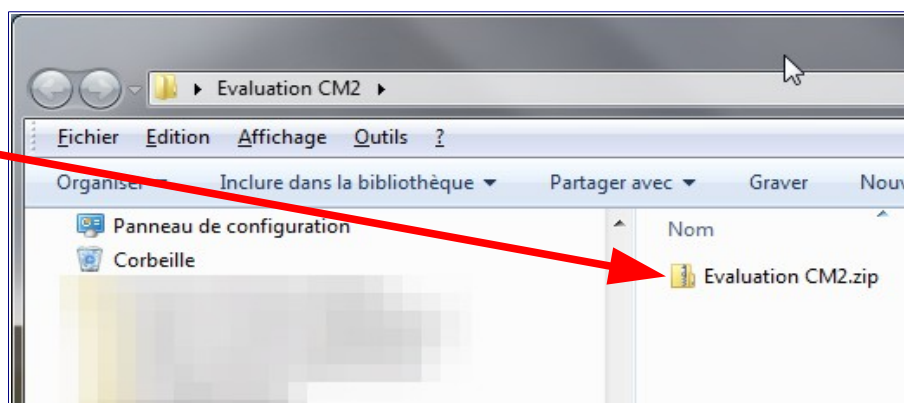 Evaluation CM2
Fichier Edition Affichage Outils ?
Organiser Inclure dans la bibliothèque Partager avec Graver Nouv
Panneau de configuration Nom
Corbeille
Evaluation CM2.zip